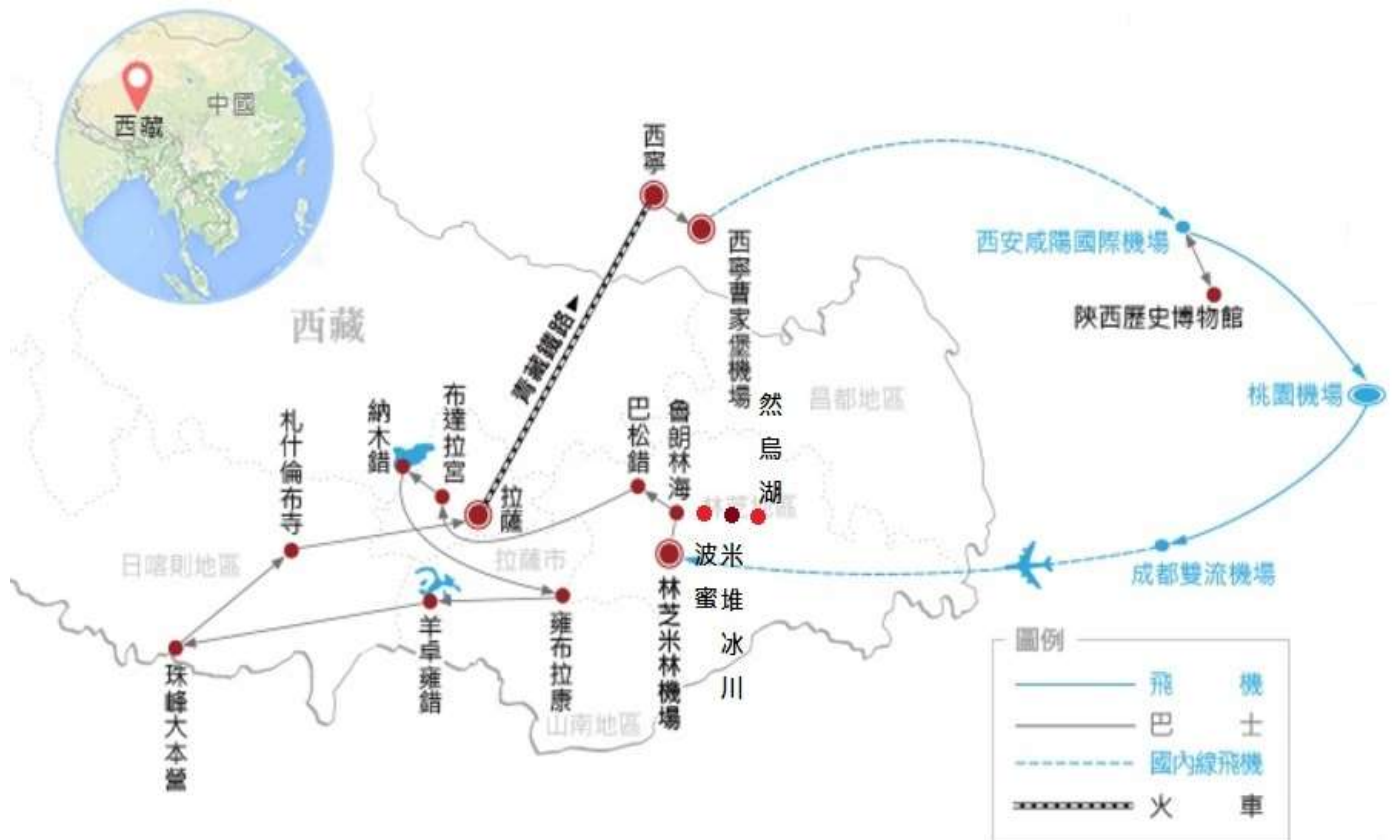 中國
西藏
西寧
西寧曹家堡機場
西安咸陽國際機場
陝西歷史博物館
桃園機場
成都雙流機場
西藏
青藏鐵路
昌都地區
納木錯
布達拉宮
札什倫布寺
拉薩
巴松錯
魯朗林海
然烏湖
林芝地區
日喀則地區
拉薩市
波蜜
米堆冰川
林芝米林機場
羊卓雍錯
雍布拉康
珠峰大本營
山南地區
圖例
飛 機
巴 士
國內線飛機
火 車